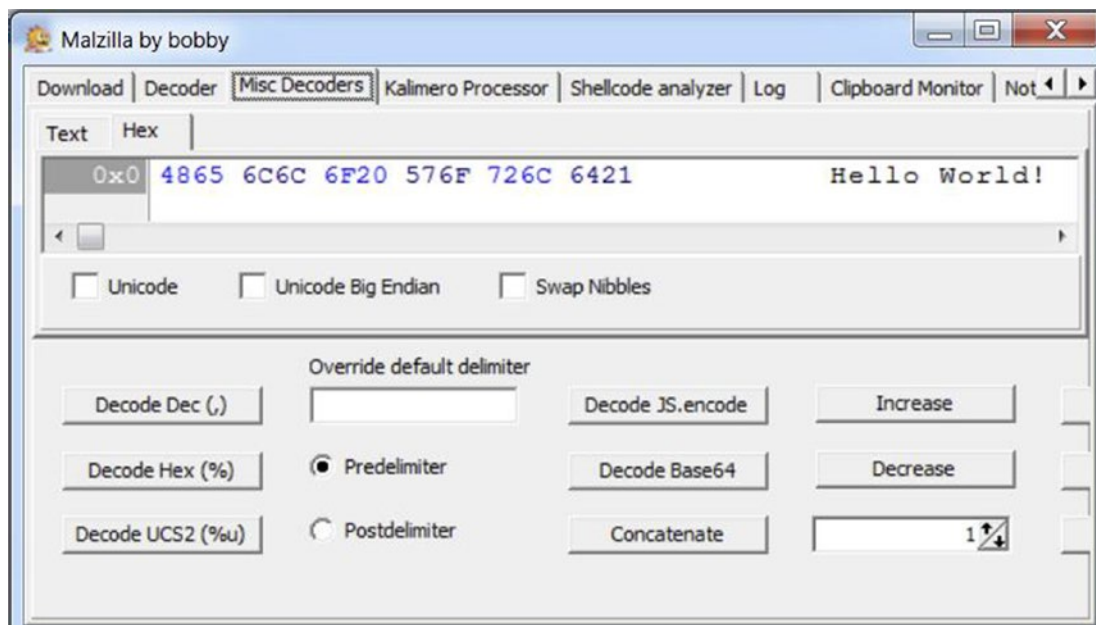 Malzilla by bobby
Download Decoder Misc Decoders Kalimero Processor Shellcode analyzer Log Clipboard Monitor Not
Text Hex
0x0 4865 6C6C 6F20 576F 726C 6421 Hello World!
Unicode Unicode Big Endian Swap Nibbles
Override default delimiter
Decode Dec (,) Decode JS.encode Increase
Decode Hex (%) Predelimiter Decode Base64 Decrease
Decode UCS2 (%u) Postdelimiter Concatenate 1